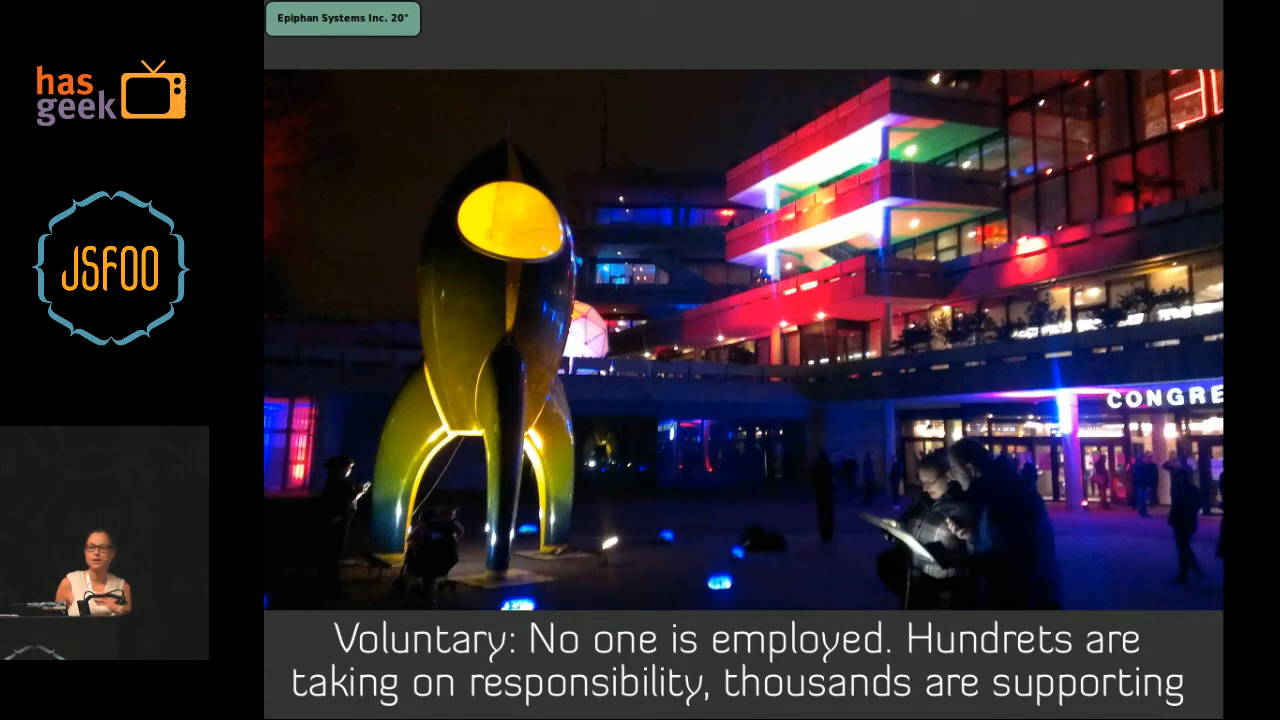 Epiphan Systems Inc. 20"
has
geek
JSFOO
CONGRE
Voluntary: No one is employed. Hundrets are
taking on responsibility, thousands are supporting